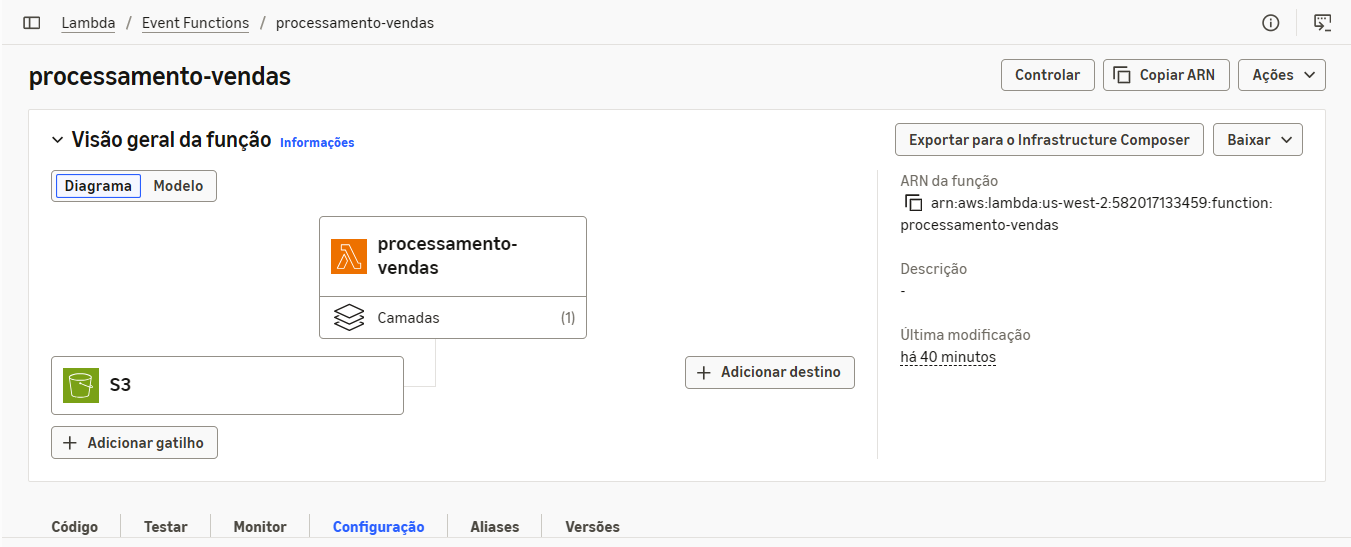 Lambda / Event Functions / processamento-vendas
processamento-vendas
Controlar
Copiar ARN
Ações
Visão geral da função Informações
Exportar para o Infrastructure Composer
Baixar
Diagrama
Modelo
processamento-
vendas
Camadas (1)
S3
Adicionar gatilho
Adicionar destino
ARN da função
arn:aws:lambda:us-west-2:582017133459:function:
processamento-vendas
Descrição
-
Última modificação
há 40 minutos
Código
Testar
Monitor
Configuração
Aliases
Versões